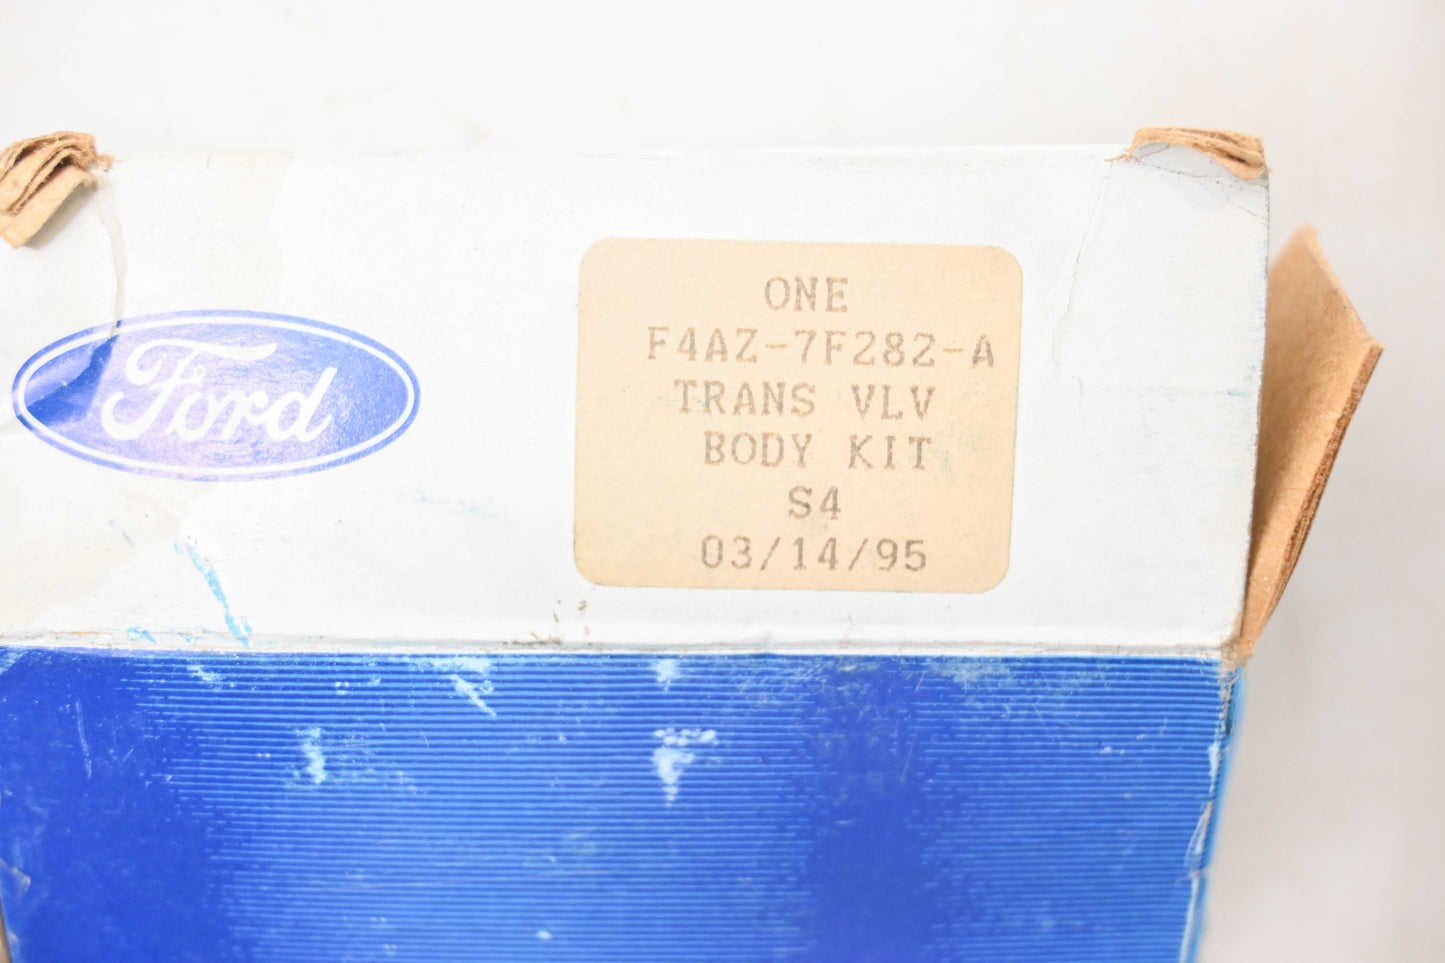 Ford
ONE
F4AZ-7F282-A
TRANS VLV
BODY KIT
S4
03/14/95